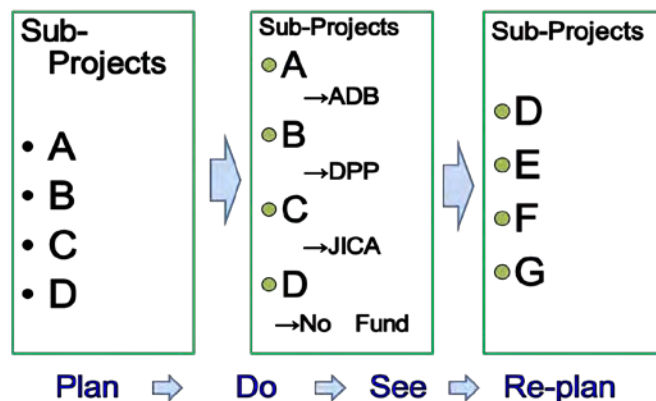 Sub-
Projects
• A
• B
• C
• D
Sub-Projects
A
→ADB
B
→DPP
C
→JICA
D
→No Fund
Sub-Projects
D
E
F
G
Plan Do See Re-plan